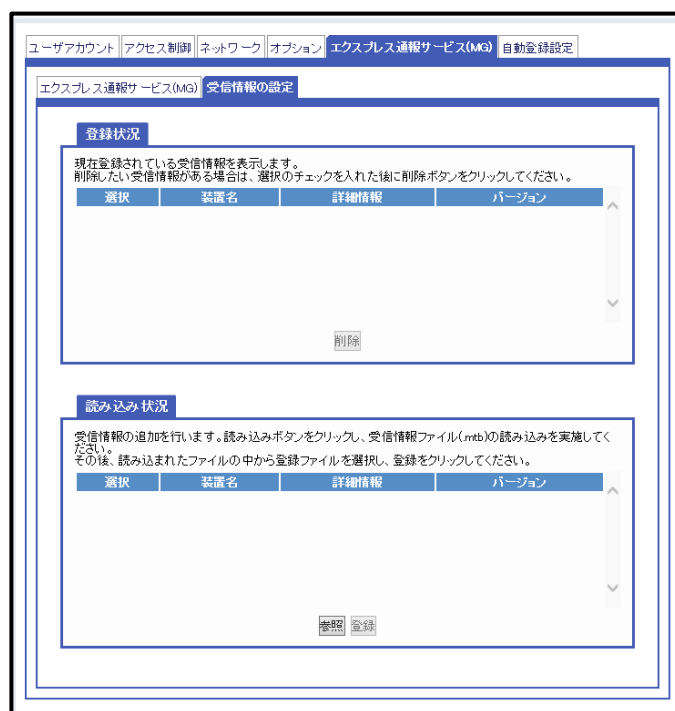 ユーザアカウント アクセス制御 ネットワーク オプション エクスプレス通報サービス(MG) 自動登録設定
エクスプレス通報サービス(MG) 受信情報の設定
登録状況
現在登録されている受信情報を表示します。
削除したい受信情報がある場合は、選択のチェックを入れた後に削除ボタンをクリックしてください。
選択 装置名 詳細情報 バージョン
削除
読み込み状況
受信情報の追加を行います。読み込みボタンをクリックし、受信情報ファイル(.mtb)の読み込みを実施してく
ださい。
その後、読み込まれたファイルの中から登録ファイルを選択し、登録をクリックしてください。
選択 装置名 詳細情報 バージョン
参照 登録